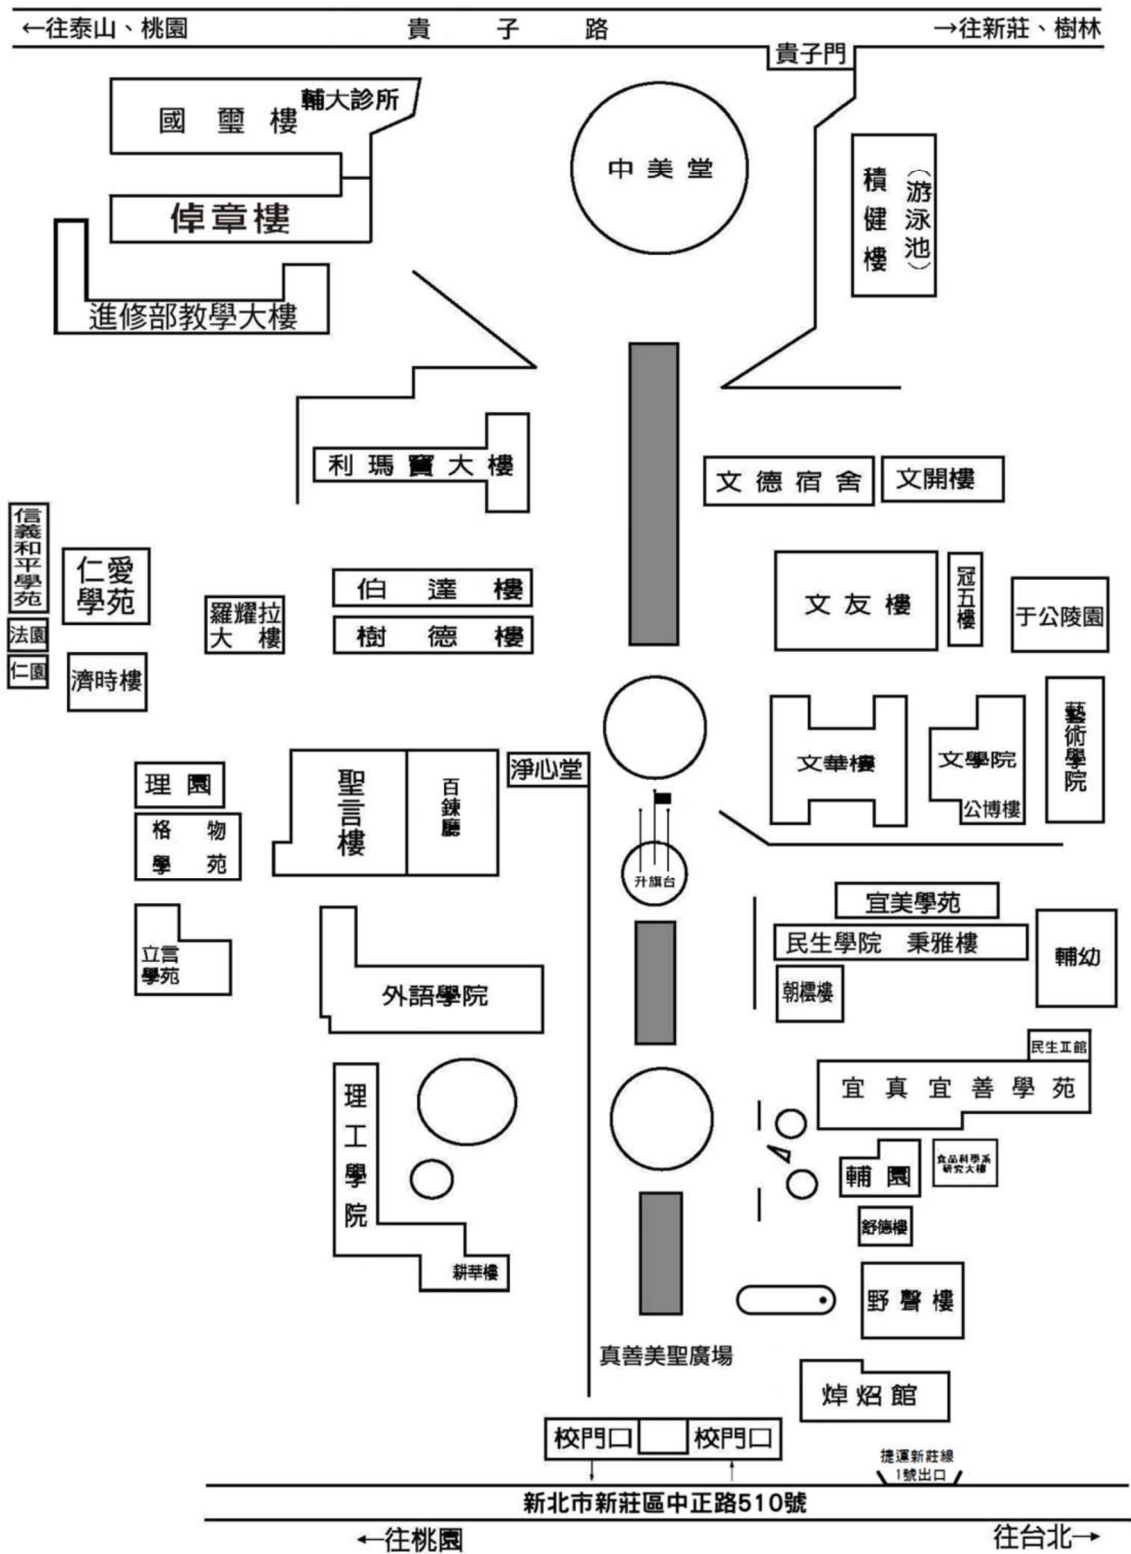 ←往泰山、桃園
貴子路
→往新莊、樹林
貴子門
輔大診所
國璽樓
中美堂
積健樓
（游泳池）
倬章樓
進修部教學大樓
利瑪竇大樓
文德宿舍
文開樓
信義和平學苑
仁愛
學苑
羅耀拉
大樓
伯達樓
文友樓
冠五樓
于公陵園
法園
樹德樓
仁園
濟時樓
文華樓
文學院
藝術學院
公博樓
淨心堂
理園
聖言樓
百鍊廳
格物
學苑
升旗台
宜美學苑
民生學院 秉雅樓
輔幼
立言
學苑
外語學院
朝橒樓
民生工館
理工學院
宜真宜善學苑
輔園
食品科學系
研究大樓
舒德樓
耕莘樓
野聲樓
真善美聖廣場
焯炤館
校門口
校門口
捷運新莊線
1號出口
新北市新莊區中正路510號
←往桃園
往台北→